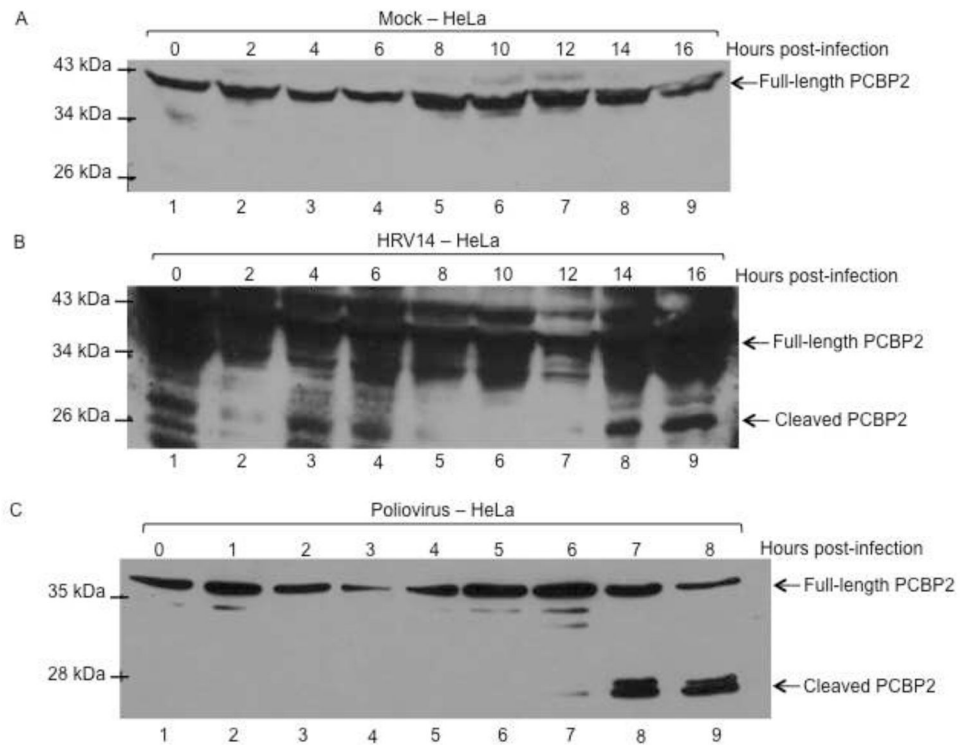 A
Mock – HeLa
0 2 4 6 8 10 12 14 16 Hours post-infection
43 kDa
Full-length PCBP2
34 kDa
26 kDa
1 2 3 4 5 6 7 8 9
B
HRV14 – HeLa
0 2 4 6 8 10 12 14 16 Hours post-infection
43 kDa
34 kDa Full-length PCBP2
26 kDa Cleaved PCBP2
1 2 3 4 5 6 7 8 9
C
Poliovirus – HeLa
0 1 2 3 4 5 6 7 8 Hours post-infection
35 kDa Full-length PCBP2
28 kDa Cleaved PCBP2
1 2 3 4 5 6 7 8 9